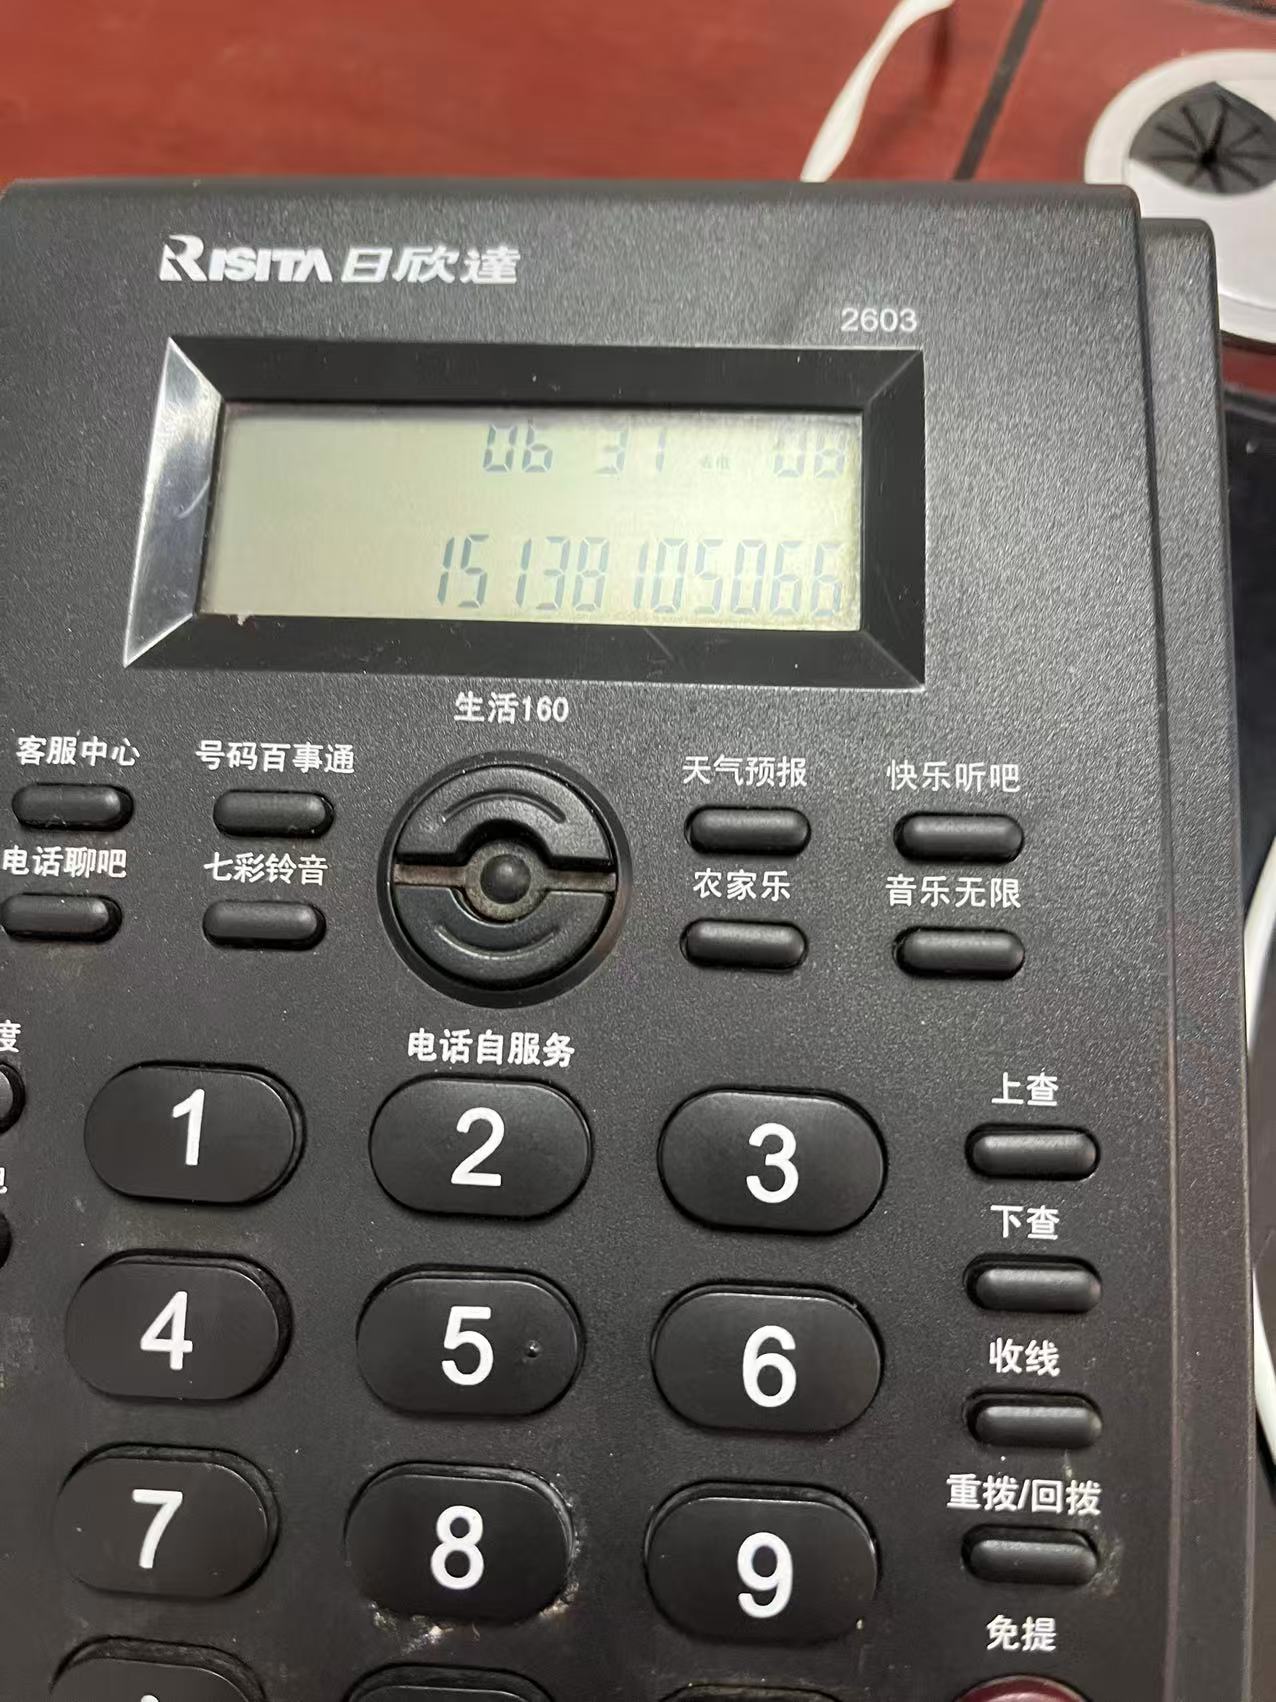 RISITA 日欣達
2603
06 31 去电 08
15138105066
生活160
客服中心 号码百事通 天气预报 快乐听吧
电话聊吧 七彩铃音 农家乐 音乐无限
度
电话自服务
1 2 3 上查
下查
4 5 6 收线
重拨/回拨
7 8 9
免提